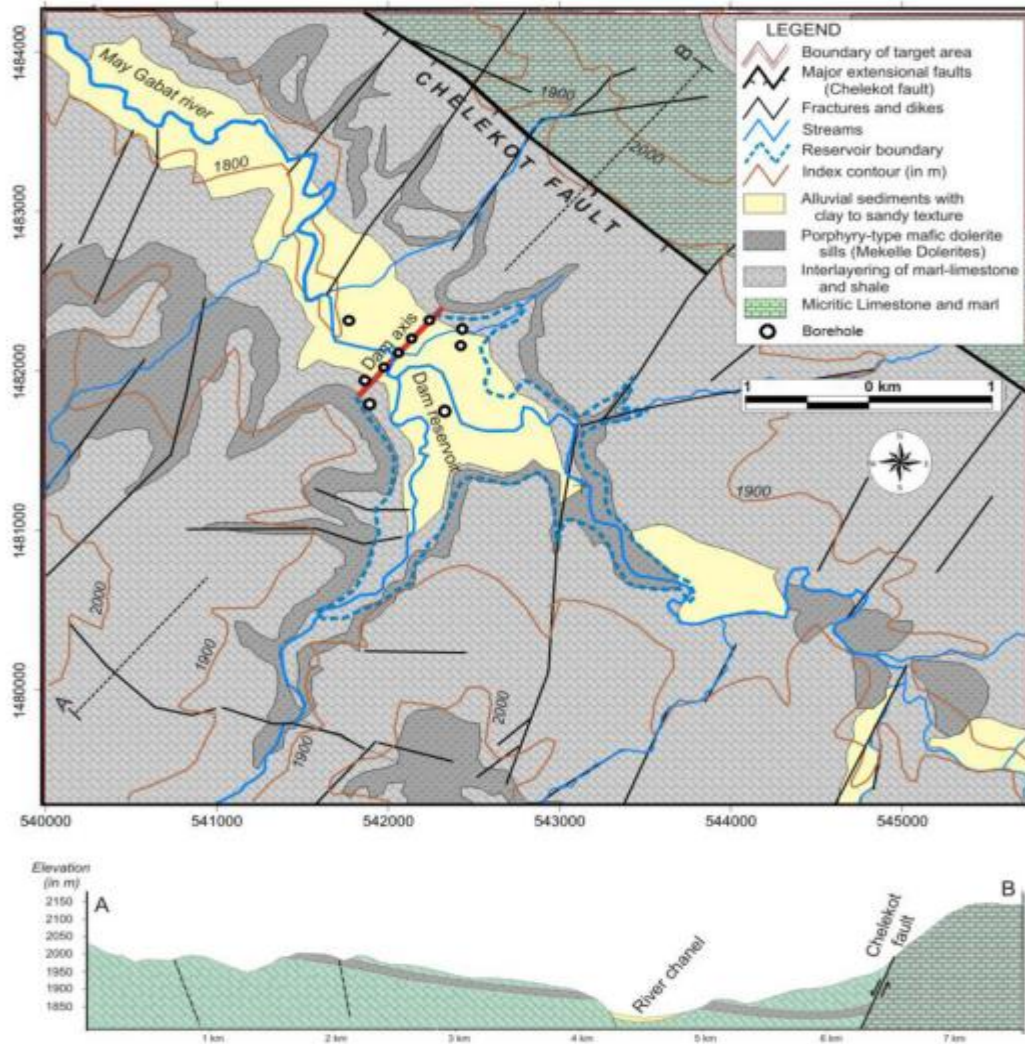 LEGEND
Boundary of target area
Major extensional faults
(Chelekot fault)
Fractures and dikes
Streams
Reservoir boundary
Index contour (in m)
Alluvial sediments with
clay to sandy texture
Porphyry-type mafic dolerite
sills (Mekelle Dolerites)
Interlayering of marl-limestone
and shale
Micritic Limestone and marl
Borehole
1 0 km 1
N
E
S
W
1484000
1483000
1482000
1481000
1480000
May Gabat river
CHELEKOT FAULT
B
1900
2000
1800
Dam axis
Dam reservoir
1900
2000
1900
A
2000
1900
540000 541000 542000 543000 544000 545000
Elevation
(in m)
A
B
2150
2100
2050
2000
1950
1900
1850
River chanel
Chelekot
fault
1 km 2 km 3 km 4 km 5 km 6 km 7 km